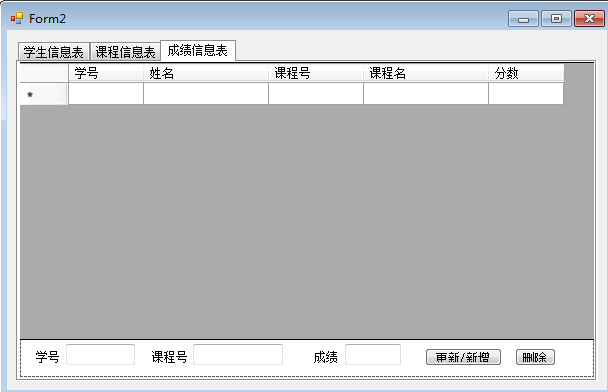 Form2
学生信息表 课程信息表 成绩信息表
学号 姓名 课程号 课程名 分数
*
学号 课程号 成绩 更新/新增 删除